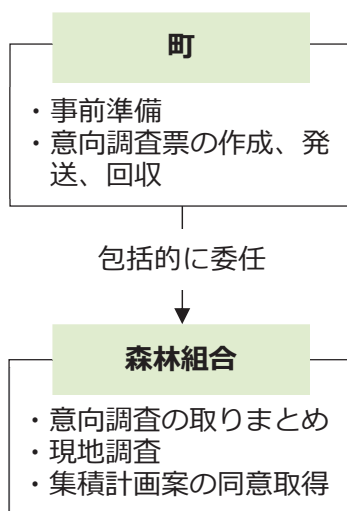 町
・事前準備
・意向調査票の作成、発
送、回収
包括的に委任
森林組合
・意向調査の取りまとめ
・現地調査
・集積計画案の同意取得